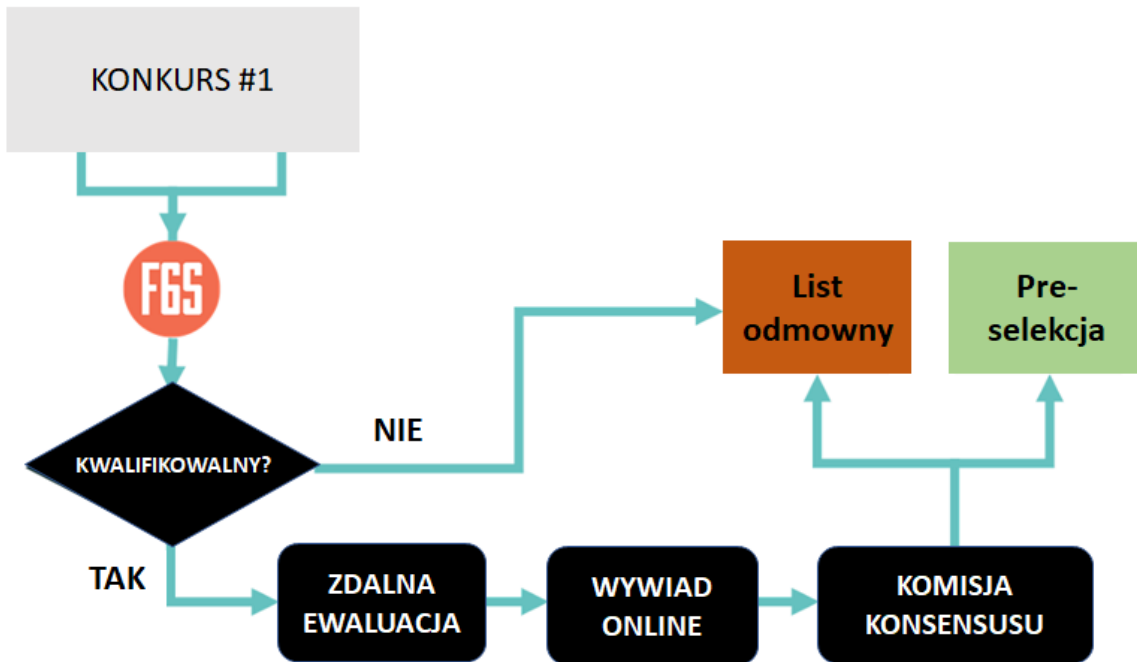 KONKURS #1
F6S
KWALIFIKOWALNY?
NIE
TAK
ZDALNA
EWALUACJA
WYWIAD
ONLINE
KOMISJA
KONSENSUSU
List
odmowny
Pre-
selekcja